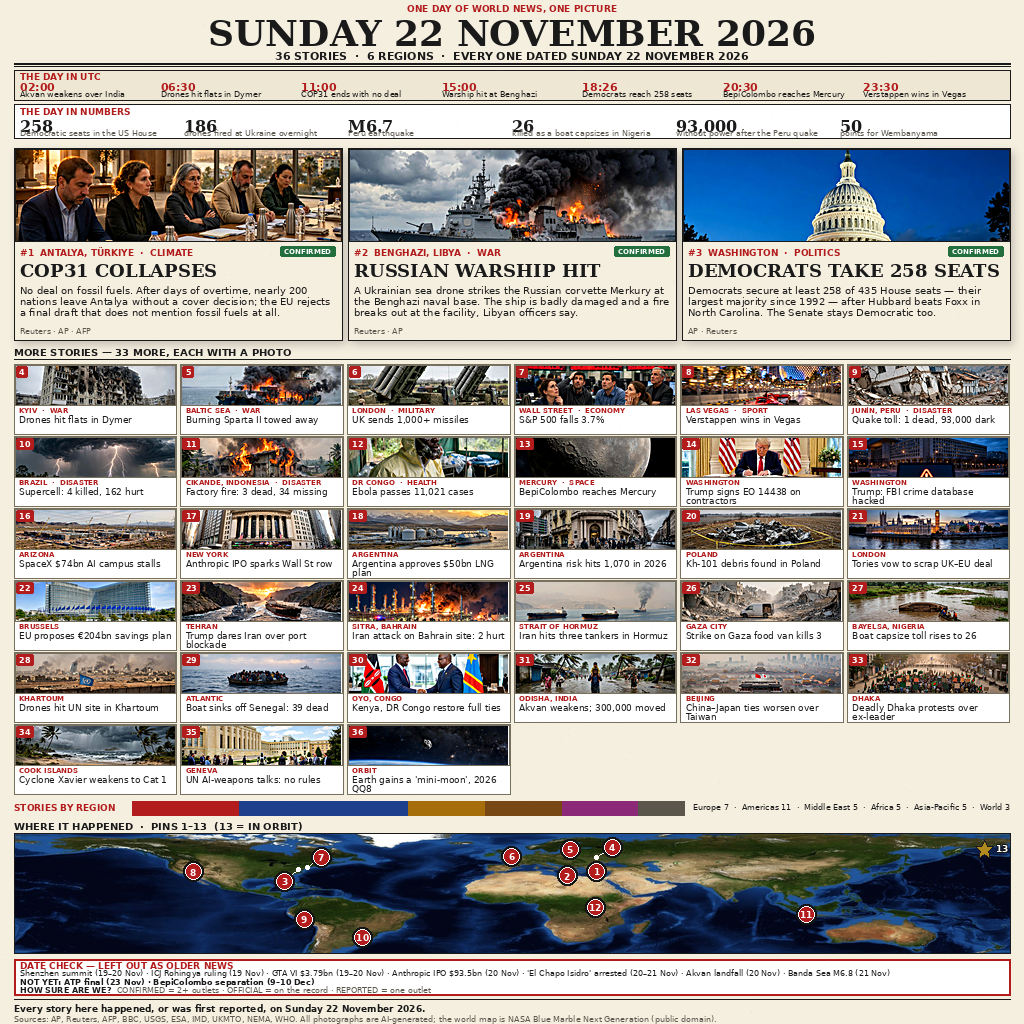 ONE DAY OF WORLD NEWS, ONE PICTURE
SUNDAY 22 NOVEMBER 2026
36 STORIES · 6 REGIONS · EVERY ONE DATED SUNDAY 22 NOVEMBER 2026
THE DAY IN UTC
02:00 06:30 11:00 15:00 18:26 20:30 23:30
Akvan weakens over India Drones hit flats in Dymer COP31 ends with no deal Warship hit at Benghazi Democrats reach 258 seats BepiColombo reaches Mercury Verstappen wins in Vegas
THE DAY IN NUMBERS
258 186 M6.7 26 93,000 50
Democratic seats in the US House drones fired at Ukraine overnight Peru earthquake killed as a boat capsizes in Nigeria without power after the Peru quake points for Wembanyama
#1 ANTALYA, TÜRKIYE · CLIMATE CONFIRMED
COP31 COLLAPSES
No deal on fossil fuels. After days of overtime, nearly 200
nations leave Antalya without a cover decision; the EU rejects
a final draft that does not mention fossil fuels at all.
Reuters · AP · AFP
#2 BENGHAZI, LIBYA · WAR CONFIRMED
RUSSIAN WARSHIP HIT
A Ukrainian sea drone strikes the Russian corvette Merkury at
the Benghazi naval base. The ship is badly damaged and a fire
breaks out at the facility, Libyan officers say.
Reuters · AP
#3 WASHINGTON · POLITICS CONFIRMED
DEMOCRATS TAKE 258 SEATS
Democrats secure at least 258 of 435 House seats — their
largest majority since 1992 — after Hubbard beats Foxx in
North Carolina. The Senate stays Democratic too.
AP · Reuters
MORE STORIES — 33 MORE, EACH WITH A PHOTO
4
KYIV · WAR
Drones hit flats in Dymer
5
BALTIC SEA · WAR
Burning Sparta II towed away
6
LONDON · MILITARY
UK sends 1,000+ missiles
7
WALL STREET · ECONOMY
S&P 500 falls 3.7%
8
LAS VEGAS · SPORT
Verstappen wins in Vegas
9
JUNÍN, PERU · DISASTER
Quake toll: 1 dead, 93,000 dark
10
BRAZIL · DISASTER
Supercell: 4 killed, 162 hurt
11
CIKANDE, INDONESIA · DISASTER
Factory fire: 3 dead, 34 missing
12
DR CONGO · HEALTH
Ebola passes 11,021 cases
13
MERCURY · SPACE
BepiColombo reaches Mercury
14
WASHINGTON
Trump signs EO 14438 on
contractors
15
WASHINGTON
Trump: FBI crime database
hacked
16
ARIZONA
SpaceX $74bn AI campus stalls
17
NEW YORK
Anthropic IPO sparks Wall St row
18
ARGENTINA
Argentina approves $50bn LNG
plan
19
ARGENTINA
Argentina risk hits 1,070 in 2026
20
POLAND
Kh-101 debris found in Poland
21
LONDON
Tories vow to scrap UK–EU deal
22
BRUSSELS
EU proposes €204bn savings plan
23
TEHRAN
Trump dares Iran over port
blockade
24
SITRA, BAHRAIN
Iran attack on Bahrain site: 2 hurt
25
STRAIT OF HORMUZ
Iran hits three tankers in Hormuz
26
GAZA CITY
Strike on Gaza food van kills 3
27
BAYELSA, NIGERIA
Boat capsize toll rises to 26
28
KHARTOUM
Drones hit UN site in Khartoum
29
ATLANTIC
Boat sinks off Senegal: 39 dead
30
OYO, CONGO
Kenya, DR Congo restore full ties
31
ODISHA, INDIA
Akvan weakens; 300,000 moved
32
BEIJING
China–Japan ties worsen over
Taiwan
33
DHAKA
Deadly Dhaka protests over
ex-leader
34
COOK ISLANDS
Cyclone Xavier weakens to Cat 1
35
GENEVA
UN AI-weapons talks: no rules
36
ORBIT
Earth gains a 'mini-moon', 2026
QQ8
STORIES BY REGION Europe 7 · Americas 11 · Middle East 5 · Africa 5 · Asia-Pacific 5 · World 3
WHERE IT HAPPENED · PINS 1–13 (13 = IN ORBIT)
8 3 7 9 10 6 5 2 4 1 12 11 13
DATE CHECK — LEFT OUT AS OLDER NEWS
Shenzhen summit (19–20 Nov) · ICJ Rohingya ruling (19 Nov) · GTA VI $3.79bn (19–20 Nov) · Anthropic IPO $93.5bn (20 Nov) · 'El Chapo Isidro' arrested (20–21 Nov) · Akvan landfall (20 Nov) · Banda Sea M6.8 (21 Nov)
NOT YET: ATP final (23 Nov) · BepiColombo separation (9–10 Dec)
HOW SURE ARE WE? CONFIRMED = 2+ outlets · OFFICIAL = on the record · REPORTED = one outlet
Every story here happened, or was first reported, on Sunday 22 November 2026.
Sources: AP, Reuters, AFP, BBC, USGS, ESA, IMD, UKMTO, NEMA, WHO. All photographs are AI-generated; the world map is NASA Blue Marble Next Generation (public domain).